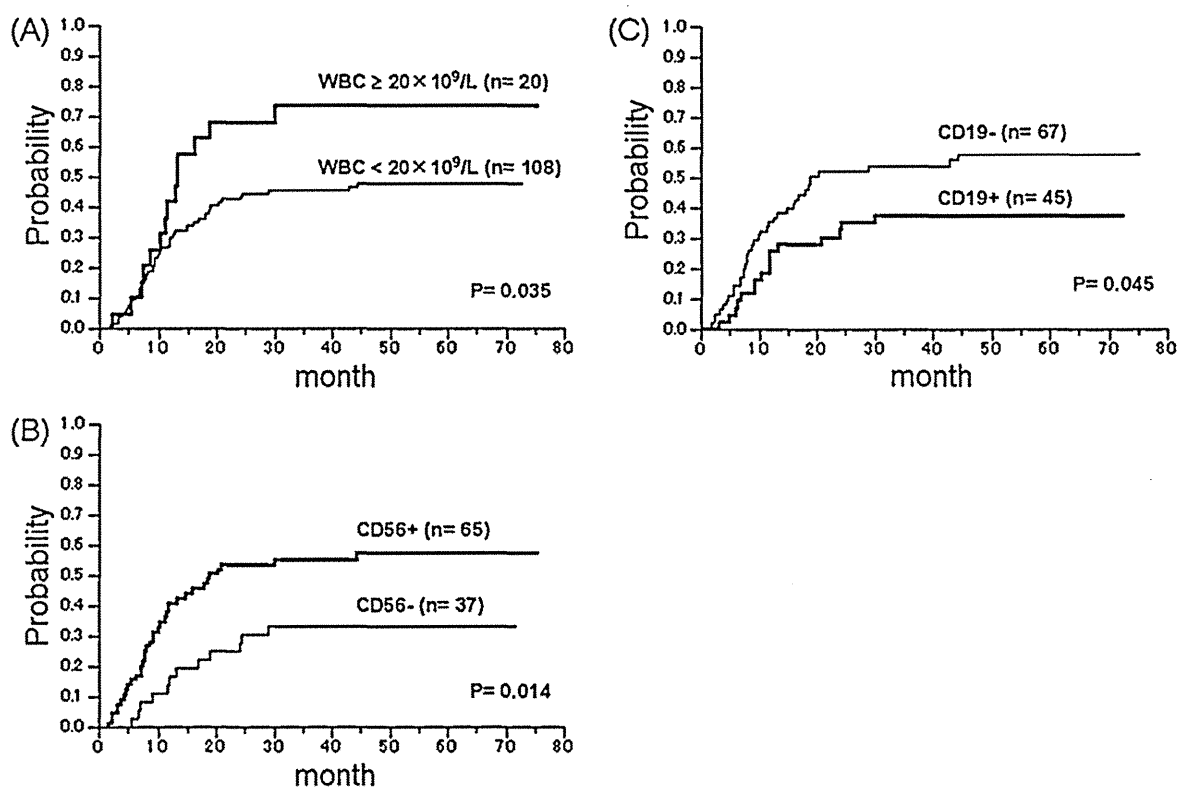 (A)
1.0
0.9
0.8
0.7
0.6
0.5
0.4
0.3
0.2
0.1
0.0
Probability
WBC ≥ 20×10⁹/L (n= 20)
WBC < 20×10⁹/L (n= 108)
P= 0.035
0 10 20 30 40 50 60 70 80
month
(C)
1.0
0.9
0.8
0.7
0.6
0.5
0.4
0.3
0.2
0.1
0.0
Probability
CD19- (n= 67)
CD19+ (n= 45)
P= 0.045
0 10 20 30 40 50 60 70 80
month
(B)
1.0
0.9
0.8
0.7
0.6
0.5
0.4
0.3
0.2
0.1
0.0
Probability
CD56+ (n= 65)
CD56- (n= 37)
P= 0.014
0 10 20 30 40 50 60 70 80
month